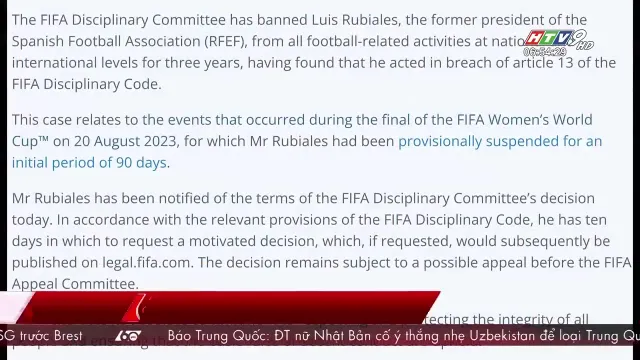 The FIFA Disciplinary Committee has banned Luis Rubiales, the former president of the
Spanish Football Association (RFEF), from all football-related activities at
international levels for three years, having found that he acted in breach of article 13 of the
FIFA Disciplinary Code.
HTV9 HD
06:54:29
This case relates to the events that occurred during the final of the FIFA Women's World
Cup™ on 20 August 2023, for which Mr Rubiales had been provisionally suspended for an
initial period of 90 days.
Mr Rubiales has been notified of the terms of the FIFA Disciplinary Committee's decision
today. In accordance with the relevant provisions of the FIFA Disciplinary Code, he has ten
days in which to request a motivated decision, which, if requested, would subsequently be
published on legal.fifa.com. The decision remains subject to a possible appeal before the FIFA
Appeal Committee.
the integrity of all
SG trước Brest 60 Báo Trung Quốc: ĐT nữ Nhật Bản cố ý thắng nhẹ Uzbekistan để loại Trung